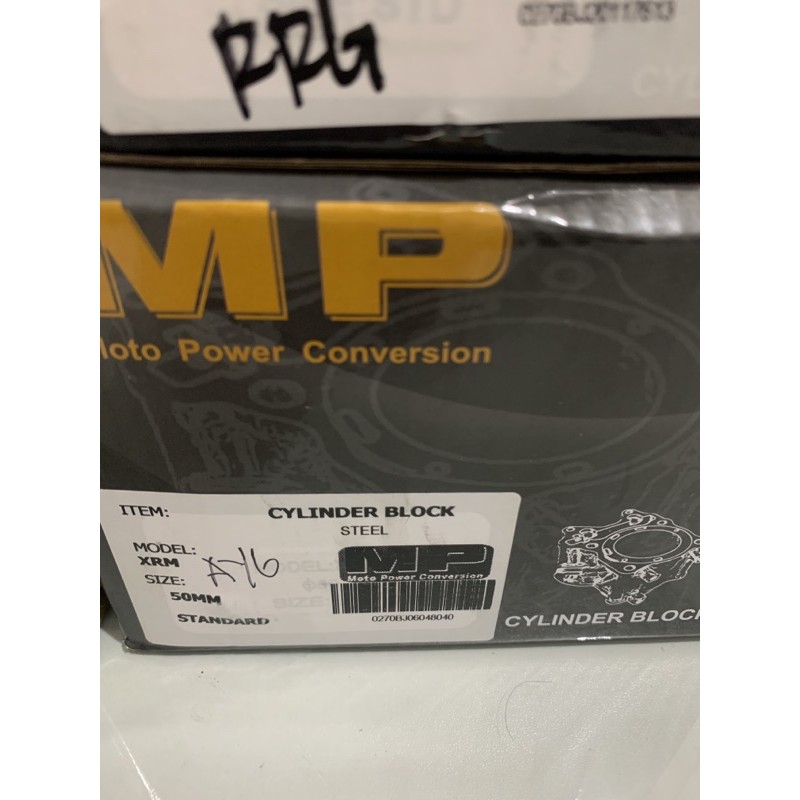 RRG
MP
Moto Power Conversion
ITEM:
CYLINDER BLOCK
STEEL
MODEL:
XRM
SIZE:
50MM
STANDARD
MP
Moto Power Conversion
0270BJ06048040
CYLINDER BLOCK